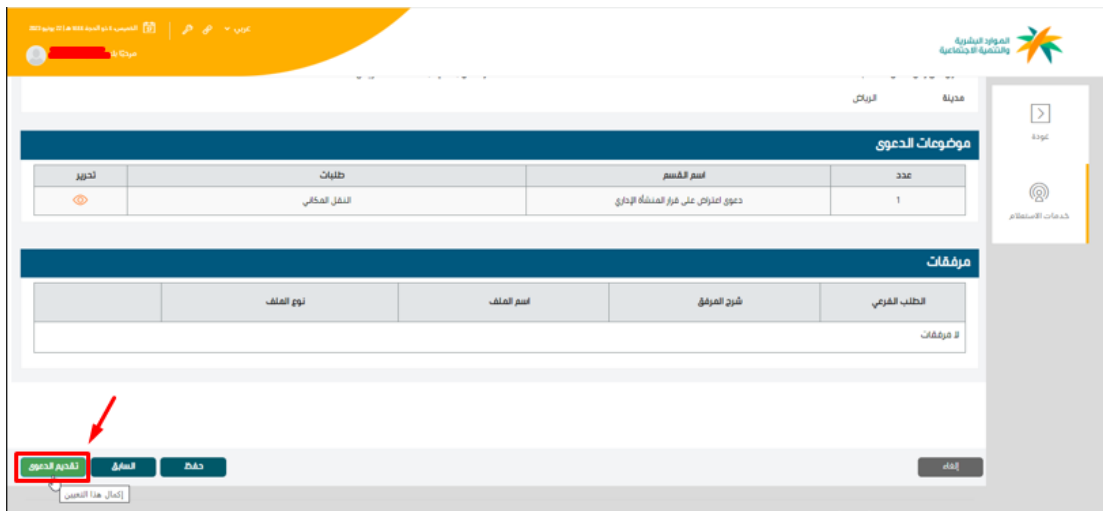 عربي
الموارد البشرية
والتنمية الاجتماعية
مرحبًا بك
مدينة الرياض
عودة
خدمات الاستعلام
موضوعات الدعوى
عدد اسم القسم طلبات تحرير
1 دعوى اعتراض على قرار المنشأة الإداري النقل المكاني
مرفقات
الطلب الفرعي شرح المرفق اسم الملف نوع الملف
لا مرفقات
إلغاء حفظ السابق تقديم الدعوى
إكمال هذا التعيين